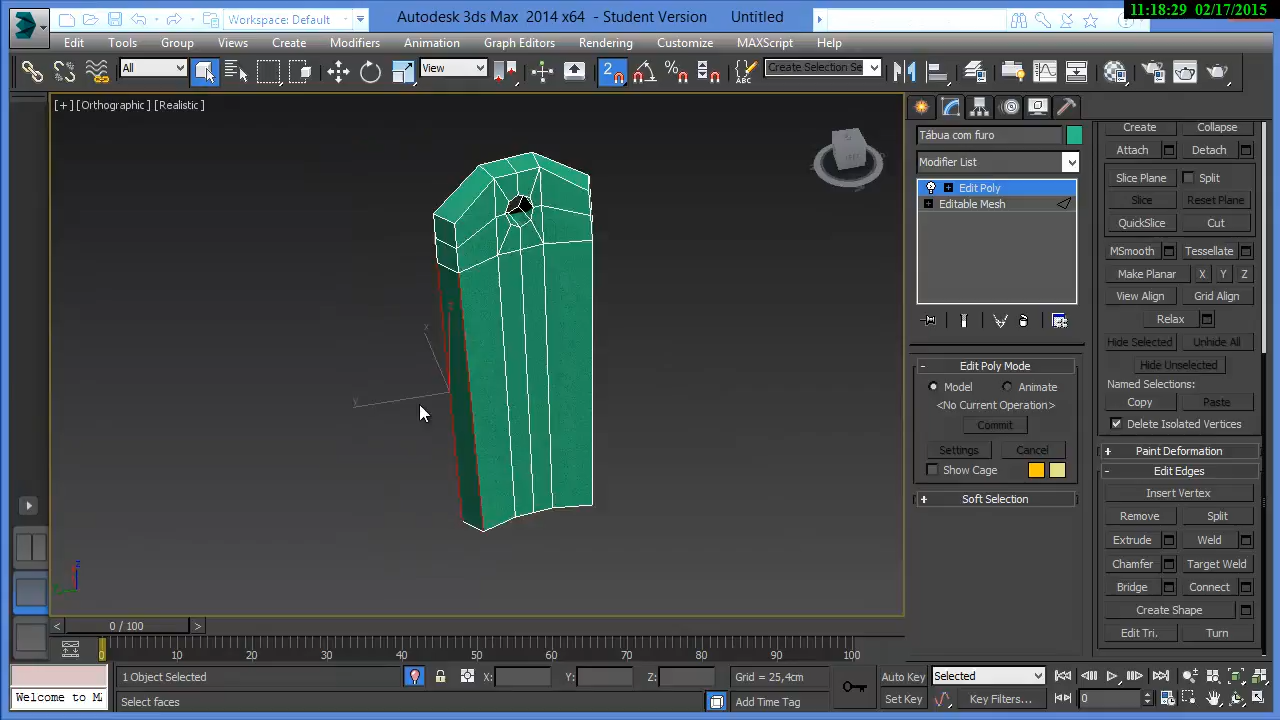 11:18:29 02/17/2015
Workspace: Default
Autodesk 3ds Max 2014 x64 - Student Version Untitled
Edit Tools Group Views Create Modifiers Animation Graph Editors Rendering Customize MAXScript Help
All View 2 Create Selection Se
[+] [Orthographic] [Realistic]
x
y
z
Tábua com furo
Modifier List
Edit Poly
Editable Mesh
Edit Poly Mode
Model Animate
<No Current Operation>
Commit
Settings Cancel
Show Cage
Soft Selection
Create Collapse
Attach Detach
Slice Plane Split
Slice Reset Plane
QuickSlice Cut
MSmooth Tessellate
Make Planar X Y Z
View Align Grid Align
Relax
Hide Selected Unhide All
Hide Unselected
Named Selections:
Copy Paste
Delete Isolated Vertices
Paint Deformation
Edit Edges
Insert Vertex
Remove Split
Extrude Weld
Chamfer Target Weld
Bridge Connect
Create Shape
Edit Tri. Turn
< 0 / 100 >
0 10 20 30 40 50 60 70 80 90 100
1 Object Selected X: Y: Z: Grid = 25,4cm Auto Key Selected
Welcome to M Select faces Add Time Tag Set Key Key Filters... 0